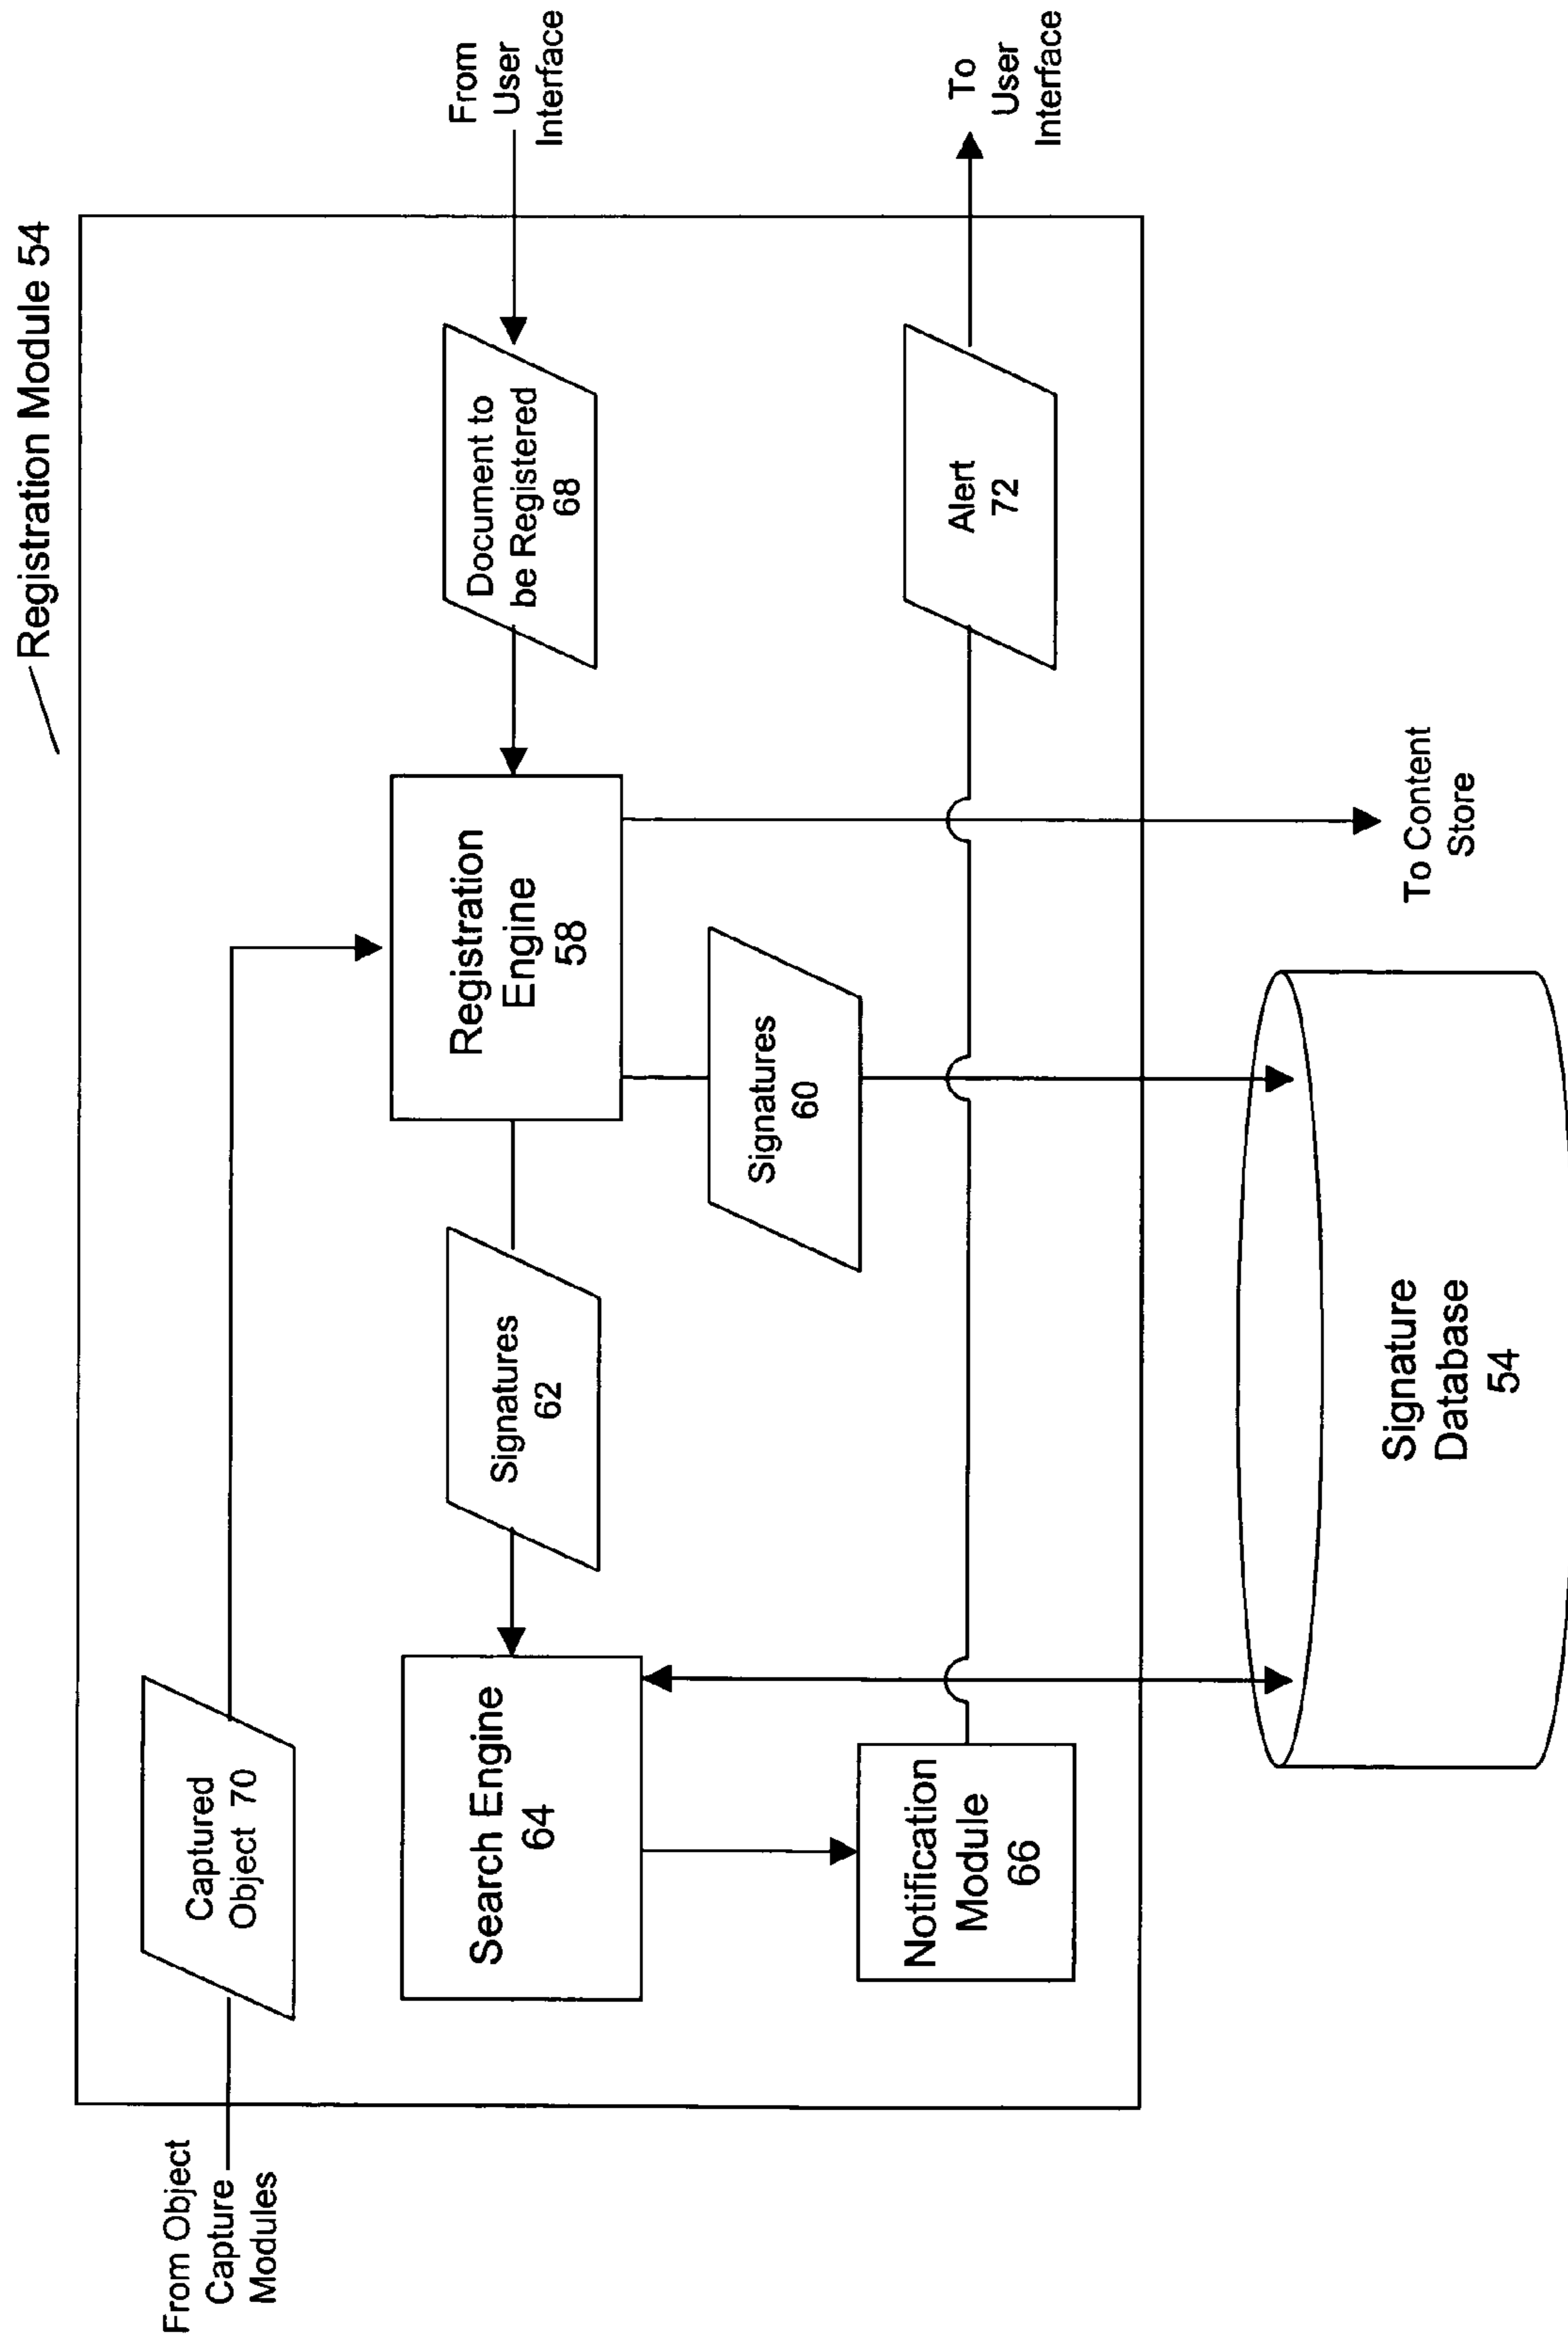 Registration Module 54
From Object
Capture
Modules
Captured
Object 70
Search Engine
64
Signatures
62
Registration
Engine
58
Document to
be Registered
68
From
User
Interface
Signatures
60
Notification
Module
66
Alert
72
To
User
Interface
Signature
Database
54
To Content
Store